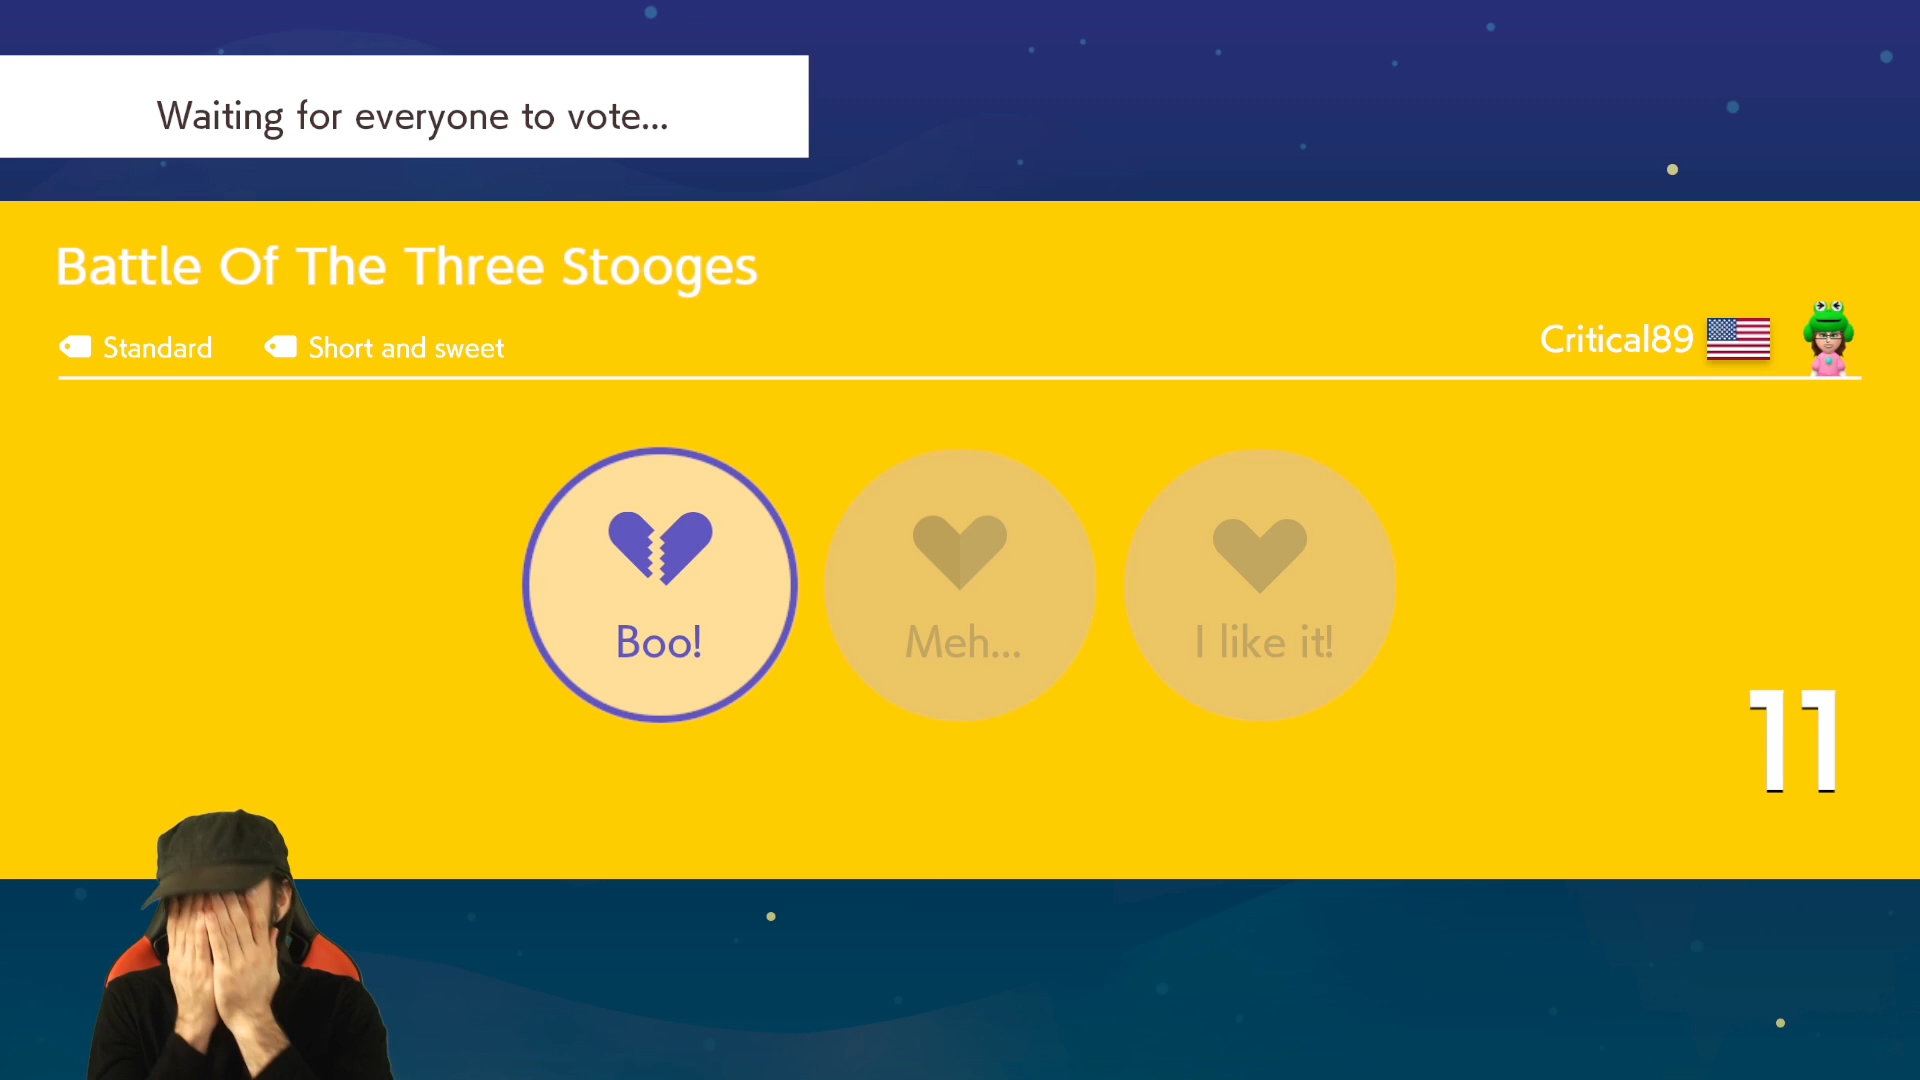 Waiting for everyone to vote...
Battle Of The Three Stooges
Standard
Short and sweet
Critical89
Boo!
Meh...
I like it!
11